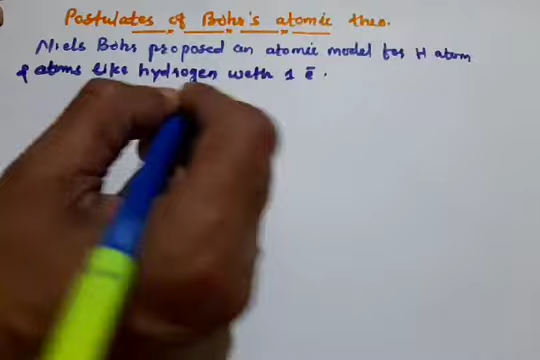 Postulates of Bohr's atomic theo.
Niels Bohr proposed an atomic model for H atom
& atoms like hydrogen with 1 ē.